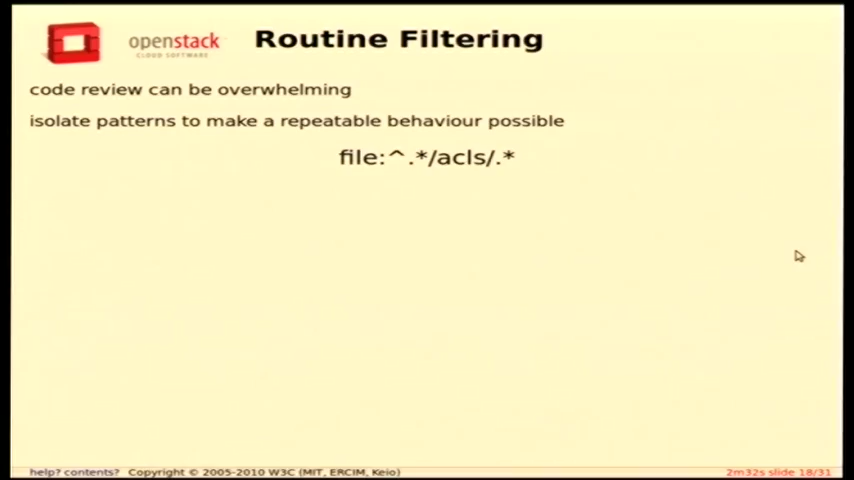 openstack
CLOUD SOFTWARE
Routine Filtering
code review can be overwhelming
isolate patterns to make a repeatable behaviour possible
file:^.*/acls/.*
help? contents? Copyright © 2005-2010 W3C (MIT, ERCIM, Keio)
2m32s slide 18/31